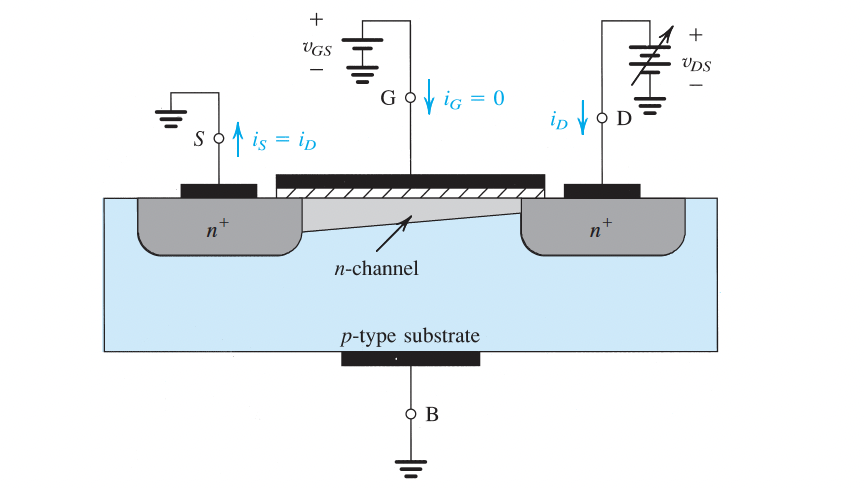 +
v_GS
−
G
i_G = 0
S
i_S = i_D
i_D
D
+
v_DS
−
n⁺
n⁺
n-channel
p-type substrate
B